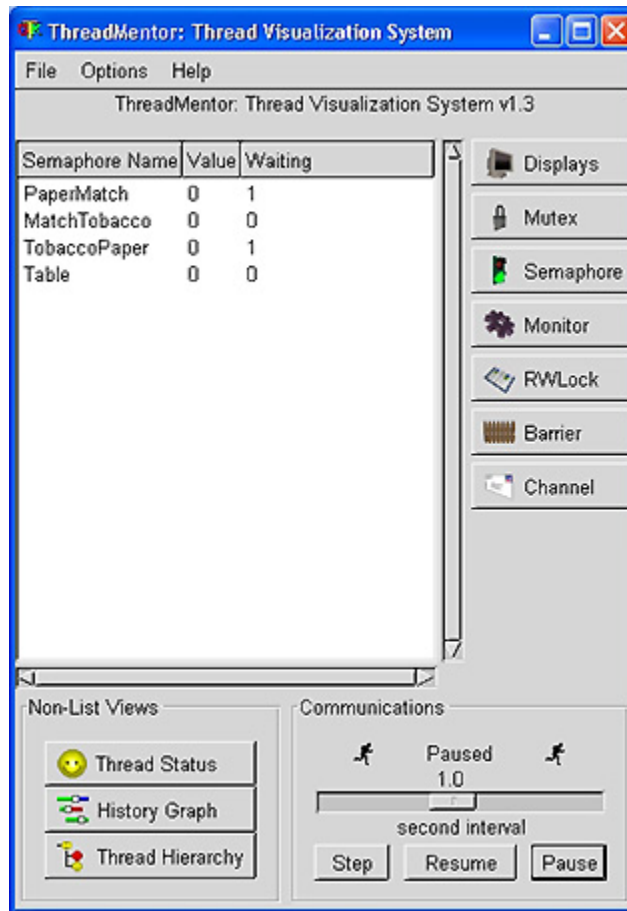 ThreadMentor: Thread Visualization System
File Options Help
ThreadMentor: Thread Visualization System v1.3
Semaphore Name Value Waiting
PaperMatch 0 1
MatchTobacco 0 0
TobaccoPaper 0 1
Table 0 0
Displays
Mutex
Semaphore
Monitor
RWLock
Barrier
Channel
Non-List Views
Thread Status
History Graph
Thread Hierarchy
Communications
Paused
1.0
second interval
Step Resume Pause